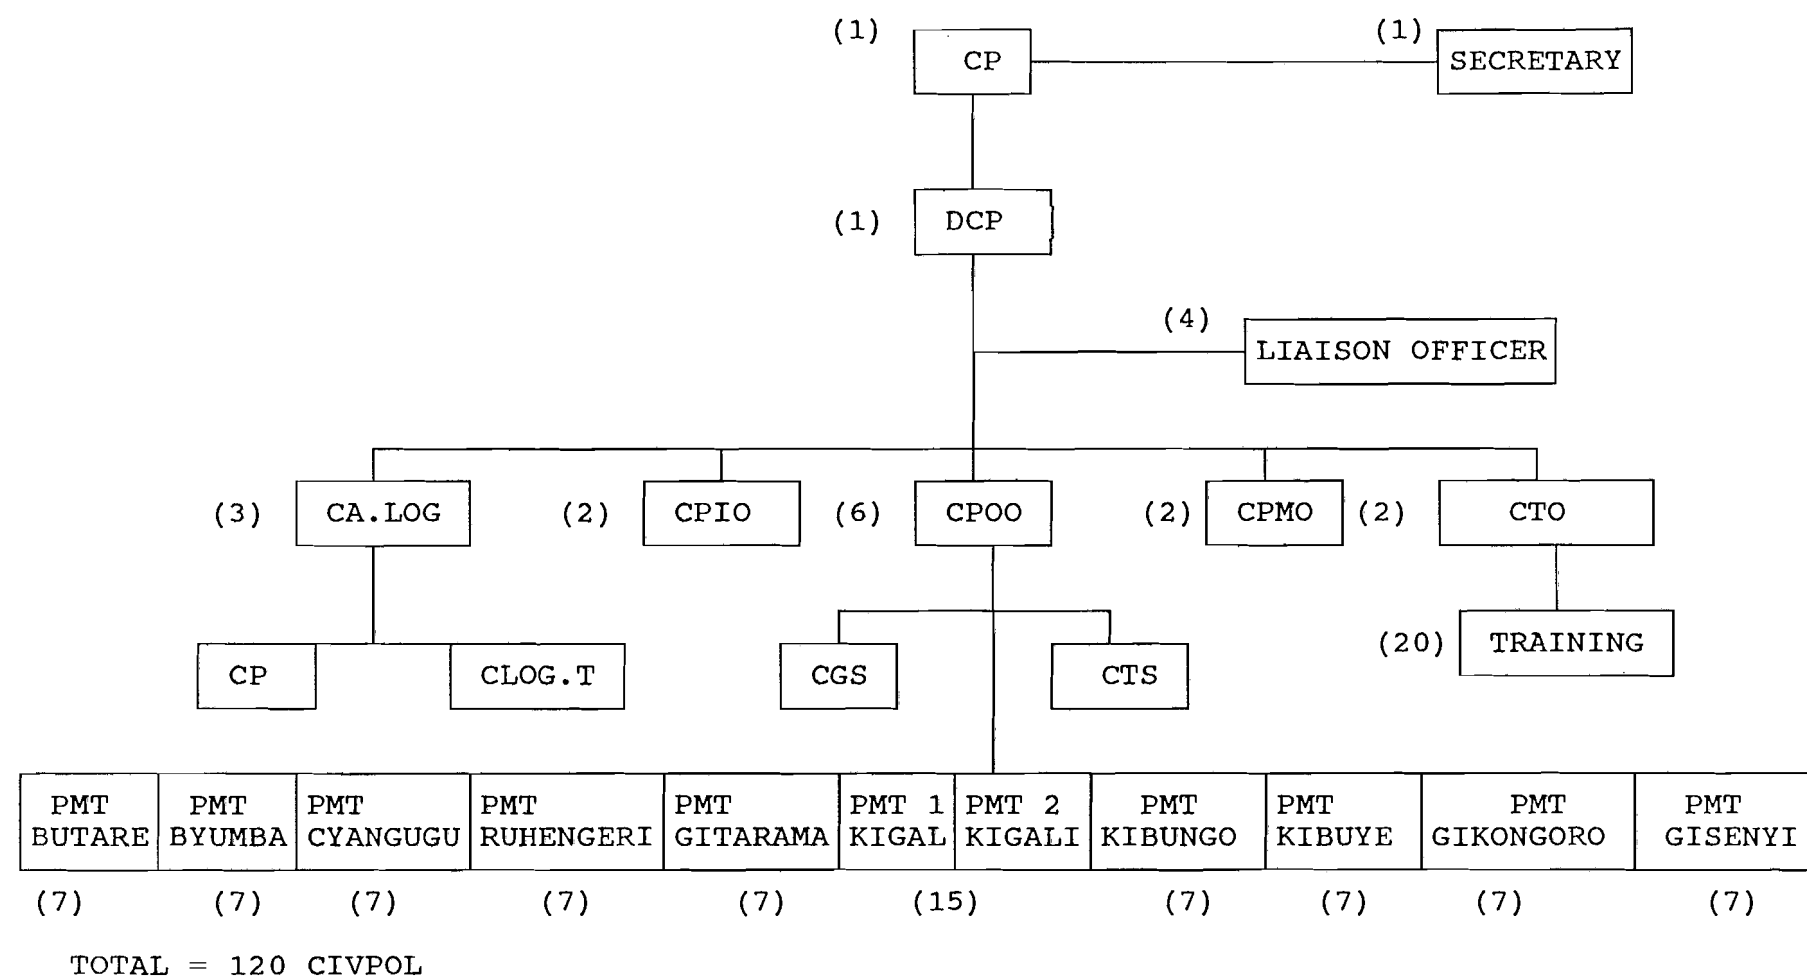 (1) CP (1) SECRETARY
(1) DCP
(4) LIAISON OFFICER
(3) CA.LOG (2) CPIO (6) CPOO (2) CPMO (2) CTO
CP CLOG.T CGS CTS (20) TRAINING
PMT PMT PMT PMT PMT PMT 1 PMT 2 PMT PMT PMT PMT
BUTARE BYUMBA CYANGUGU RUHENGERI GITARAMA KIGAL KIGALI KIBUNGO KIBUYE GIKONGORO GISENYI
(7) (7) (7) (7) (7) (15) (7) (7) (7) (7)
TOTAL = 120 CIVPOL